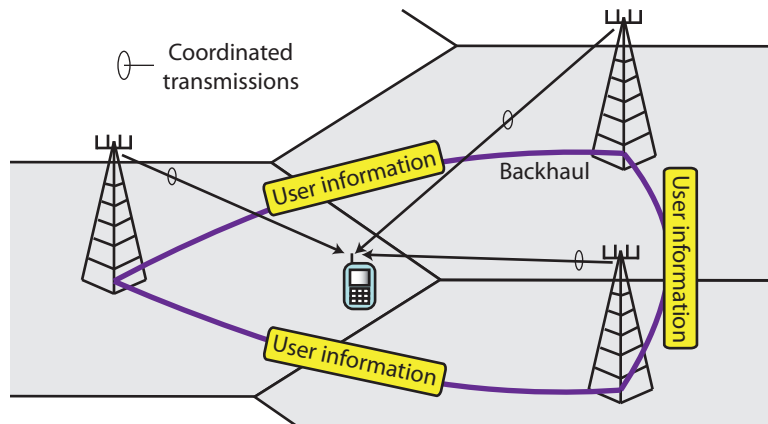 Coordinated
transmissions
User information
Backhaul
User information
User information